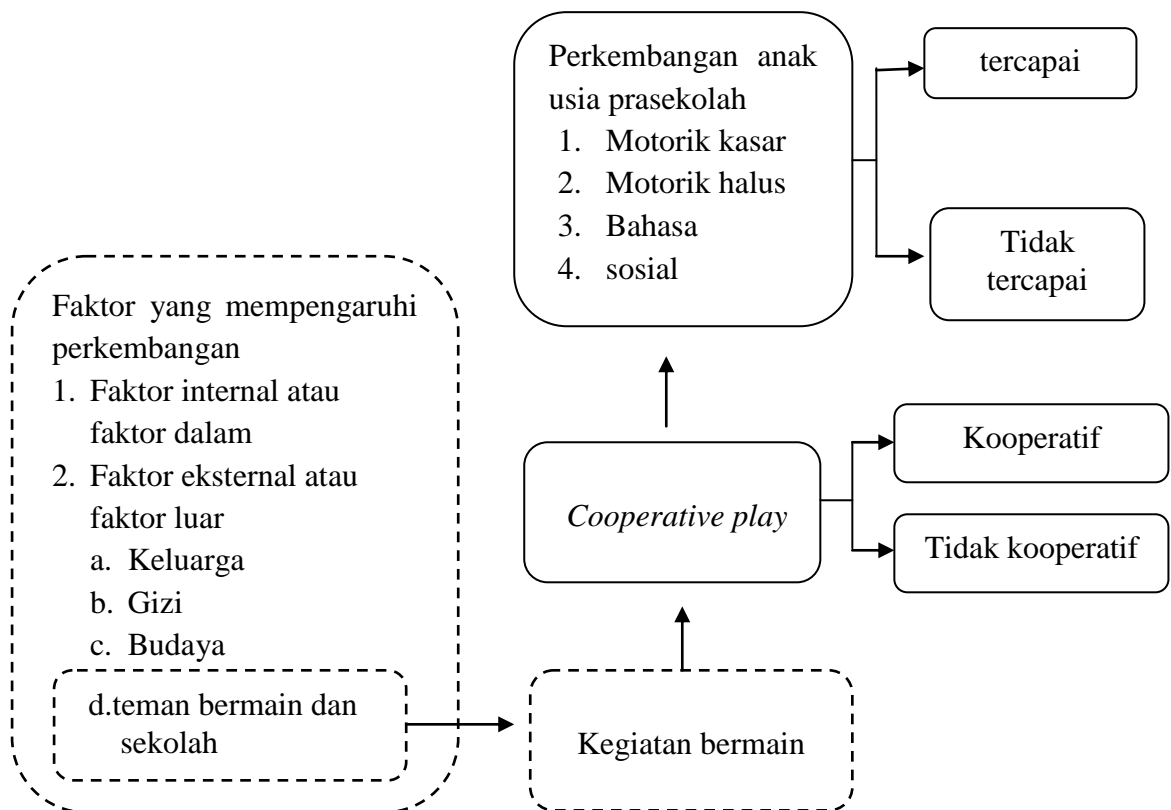 Perkembangan anak
usia prasekolah
1. Motorik kasar
2. Motorik halus
3. Bahasa
4. sosial
tercapai
Tidak
tercapai
Faktor yang mempengaruhi
perkembangan
1. Faktor internal atau
faktor dalam
2. Faktor eksternal atau
faktor luar
a. Keluarga
b. Gizi
c. Budaya
d.teman bermain dan
sekolah
Cooperative play
Kooperatif
Tidak kooperatif
Kegiatan bermain